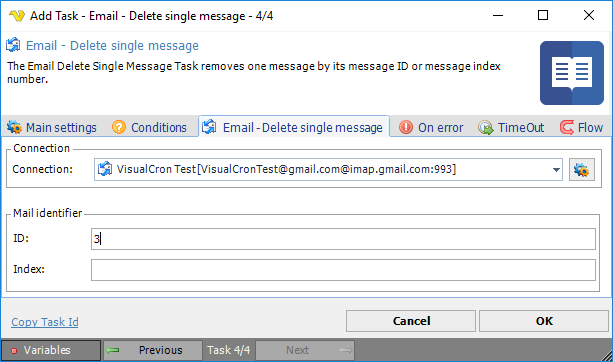 Add Task - Email - Delete single message - 4/4
Email - Delete single message
The Email Delete Single Message Task removes one message by its message ID or message index
number.
Main settings Conditions Email - Delete single message On error TimeOut Flow
Connection
Connection: VisualCron Test[VisualCronTest@gmail.com@imap.gmail.com:993]
Mail identifier
ID: 3
Index:
Copy Task Id Cancel OK
Variables Previous Task 4/4 Next